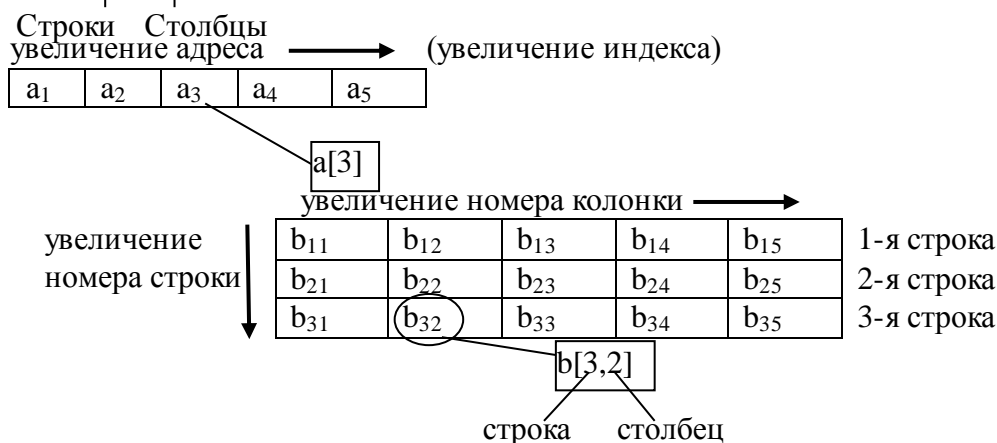 Строки Столбцы
увеличение адреса (увеличение индекса)
a1 a2 a3 a4 a5
a[3]
увеличение номера колонки
увеличение
номера строки
b11 b12 b13 b14 b15 1-я строка
b21 b22 b23 b24 b25 2-я строка
b31 b32 b33 b34 b35 3-я строка
b[3,2]
строка столбец